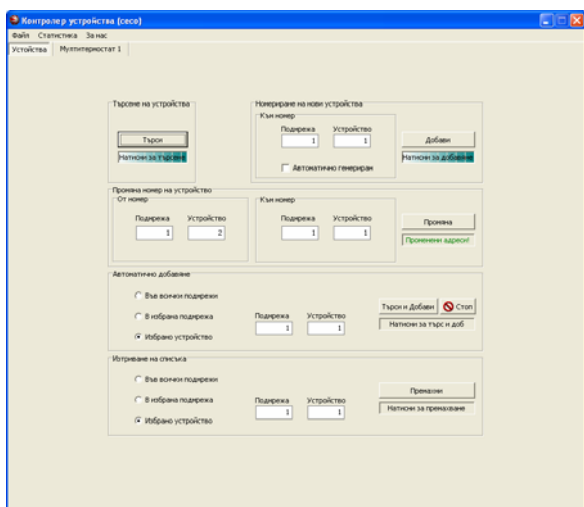 Контролер устройства (ceco)
Файл Статистика За нас
Устойства Мултитермостат 1
Търсене на устройства
Търси
Натисни за търсене
Номериране на нови устройства
Към номер
Подмрежа Устройство
1 1
Автоматично генериран
Добави
Натисни за добавяне
Промяна номер на устройство
От номер
Подмрежа Устройство
1 2
Към номер
Подмрежа Устройство
1 1
Промяна
Променени адреси!
Автоматично добавяне
Във всички подмрежи
В избрана подмрежа
Избрано устройство
Подмрежа Устройство
1 1
Търси и Добави Стоп
Натисни за търс и доб
Изтриване на списъка
Във всички подмрежи
В избрана подмрежа
Избрано устройство
Подмрежа Устройство
1 1
Премахни
Натисни за премахване